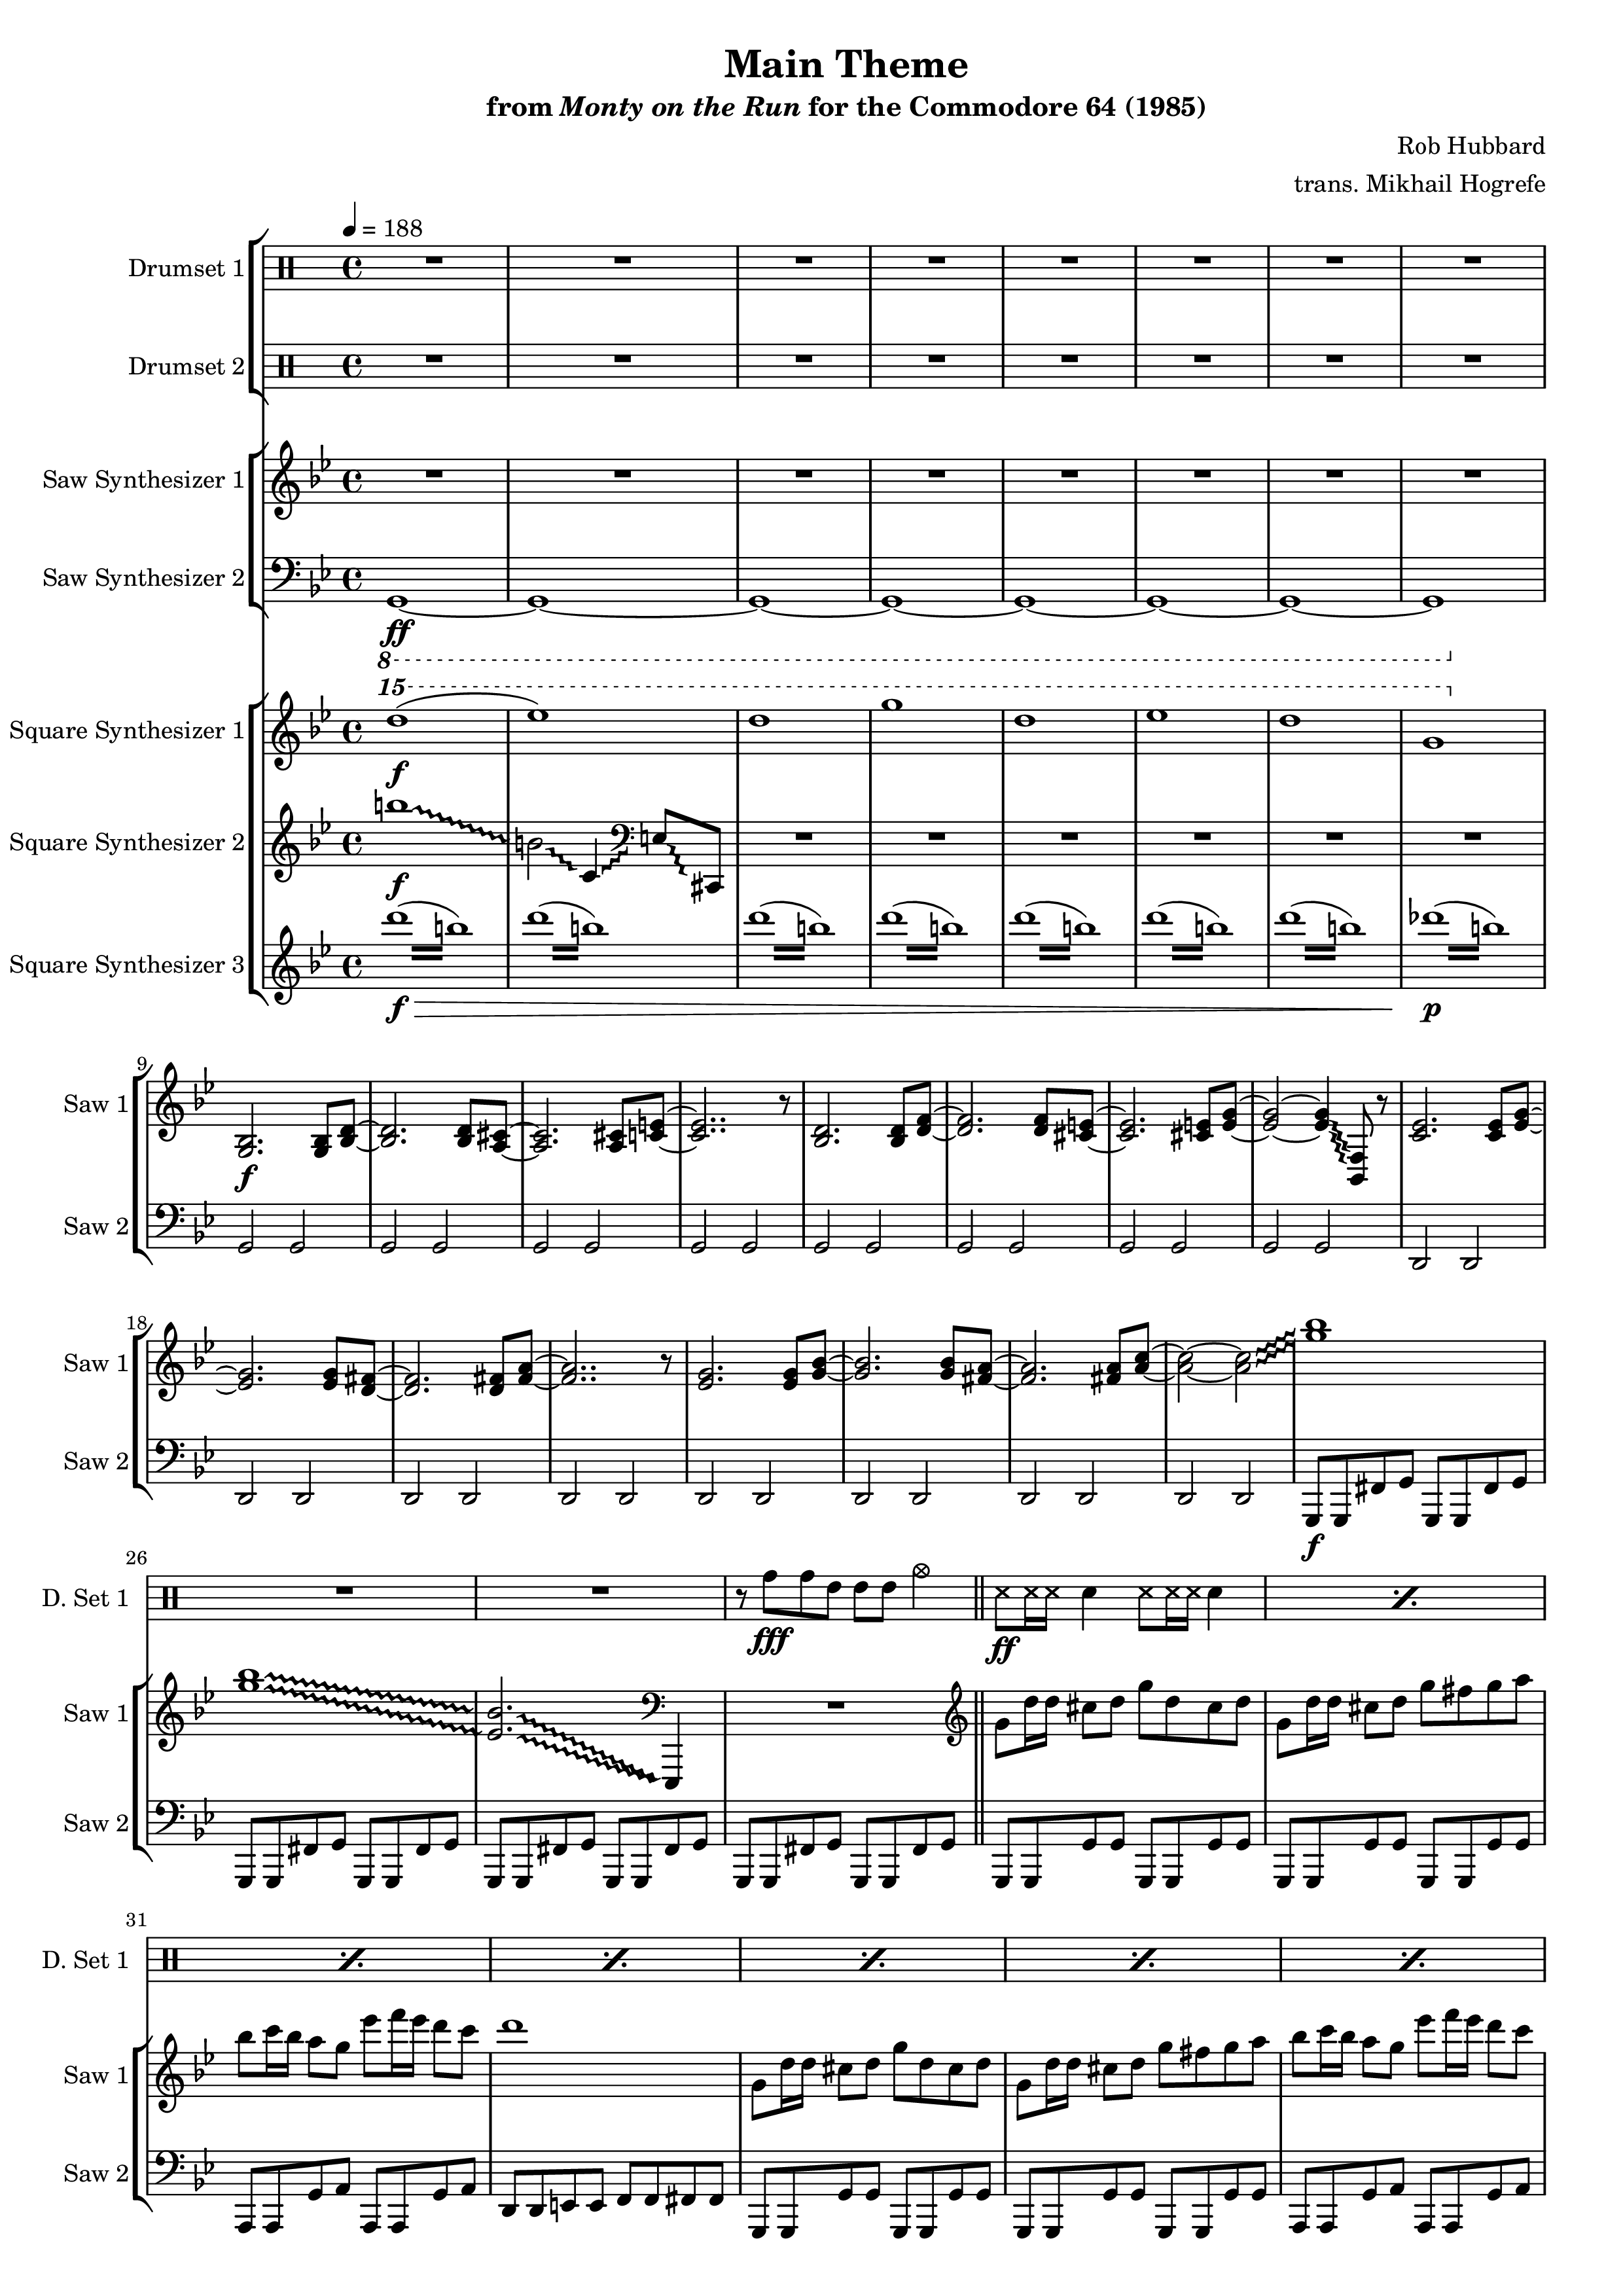 Main Theme
from Monty on the Run for the Commodore 64 (1985)
Rob Hubbard
trans. Mikhail Hogrefe
= 188
Drumset 1
Drumset 2
Saw Synthesizer 1
Saw Synthesizer 2
ff
8
15
Square Synthesizer 1
f
Square Synthesizer 2
f
Square Synthesizer 3
f p
9
Saw 1
f
Saw 2
18
Saw 1
Saw 2
f
26
D. Set 1
fff ff
Saw 1
Saw 2
31
D. Set 1
Saw 1
Saw 2